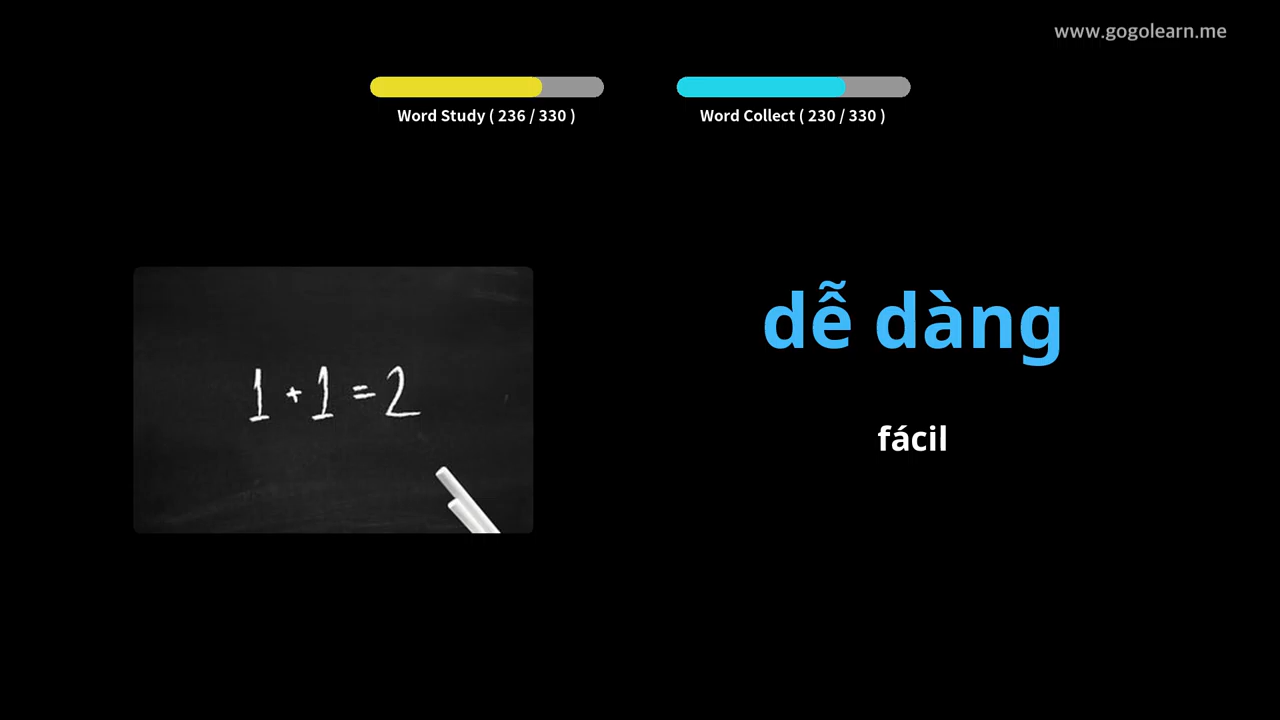 www.gogolearn.me
Word Study ( 236 / 330 )
Word Collect ( 230 / 330 )
1 + 1 = 2
dễ dàng
fácil